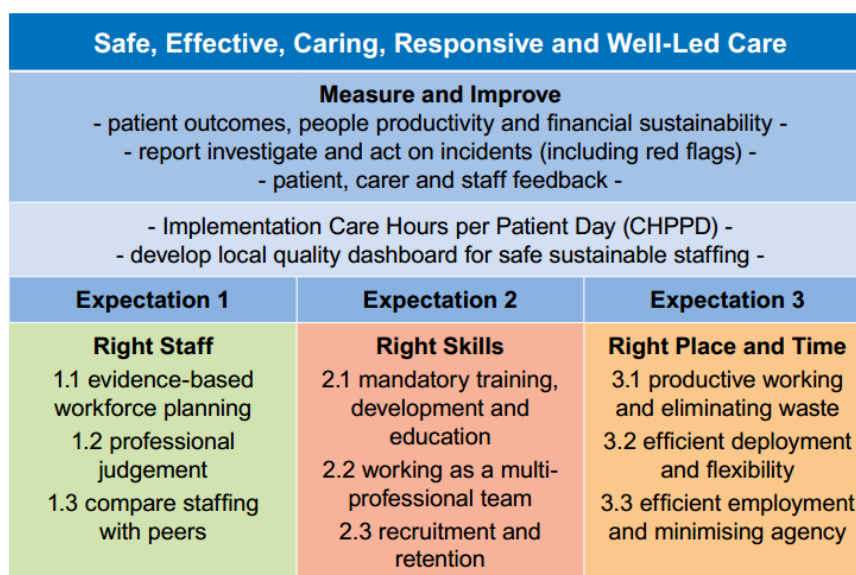 Safe, Effective, Caring, Responsive and Well-Led Care
Measure and Improve
- patient outcomes, people productivity and financial sustainability -
- report investigate and act on incidents (including red flags) -
- patient, carer and staff feedback -
- Implementation Care Hours per Patient Day (CHPPD) -
- develop local quality dashboard for safe sustainable staffing -
Expectation 1
Right Staff
1.1 evidence-based
workforce planning
1.2 professional
judgement
1.3 compare staffing
with peers
Expectation 2
Right Skills
2.1 mandatory training,
development and
education
2.2 working as a multi-
professional team
2.3 recruitment and
retention
Expectation 3
Right Place and Time
3.1 productive working
and eliminating waste
3.2 efficient deployment
and flexibility
3.3 efficient employment
and minimising agency